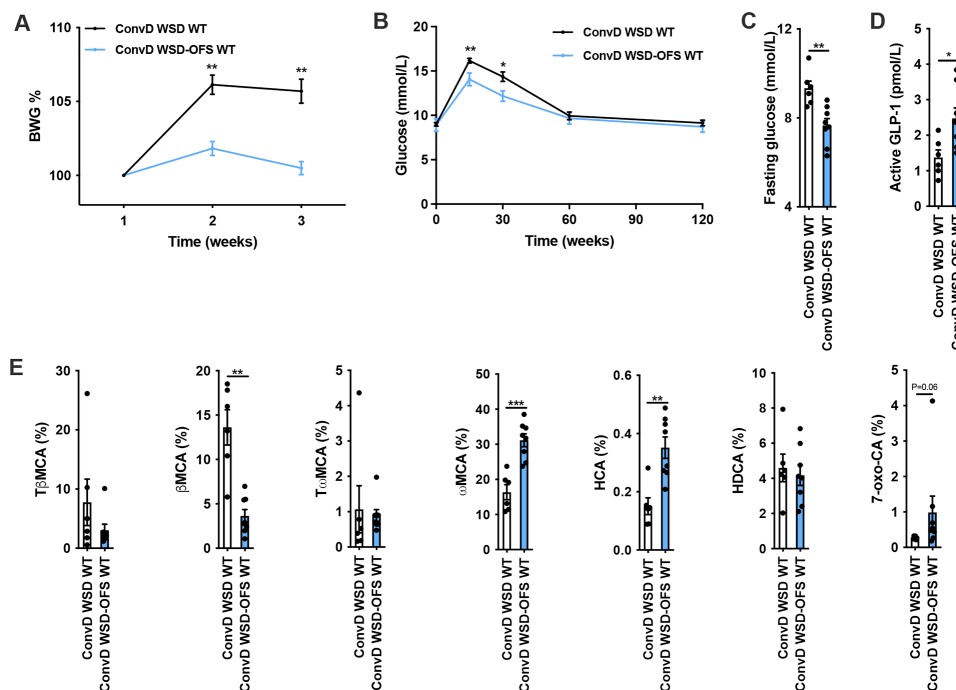 A
ConvD WSD WT
ConvD WSD-OFS WT
BWG %
110
105
100
**
**
1
2
3
Time (weeks)
B
ConvD WSD WT
ConvD WSD-OFS WT
Glucose (mmol/L)
20
15
10
5
0
**
*
0
30
60
90
120
Time (weeks)
C
Fasting glucose (mmol/L)
12
8
4
**
ConvD WSD WT
ConvD WSD-OFS WT
D
Active GLP-1 (pmol/L)
5
4
3
2
1
0
*
ConvD WSD WT
ConvD WSD-OFS WT
E
TβMCA (%)
30
20
10
0
ConvD WSD WT
ConvD WSD-OFS WT
βMCA (%)
20
15
10
5
0
**
ConvD WSD WT
ConvD WSD-OFS WT
TωMCA (%)
5
4
3
2
1
0
ConvD WSD WT
ConvD WSD-OFS WT
ωMCA (%)
50
40
30
20
10
0
***
ConvD WSD WT
ConvD WSD-OFS WT
HCA (%)
0.6
0.4
0.2
0.0
**
ConvD WSD WT
ConvD WSD-OFS WT
HDCA (%)
10
8
6
4
2
0
ConvD WSD WT
ConvD WSD-OFS WT
7-oxo-CA (%)
5
4
3
2
1
0
P=0.06
ConvD WSD WT
ConvD WSD-OFS WT